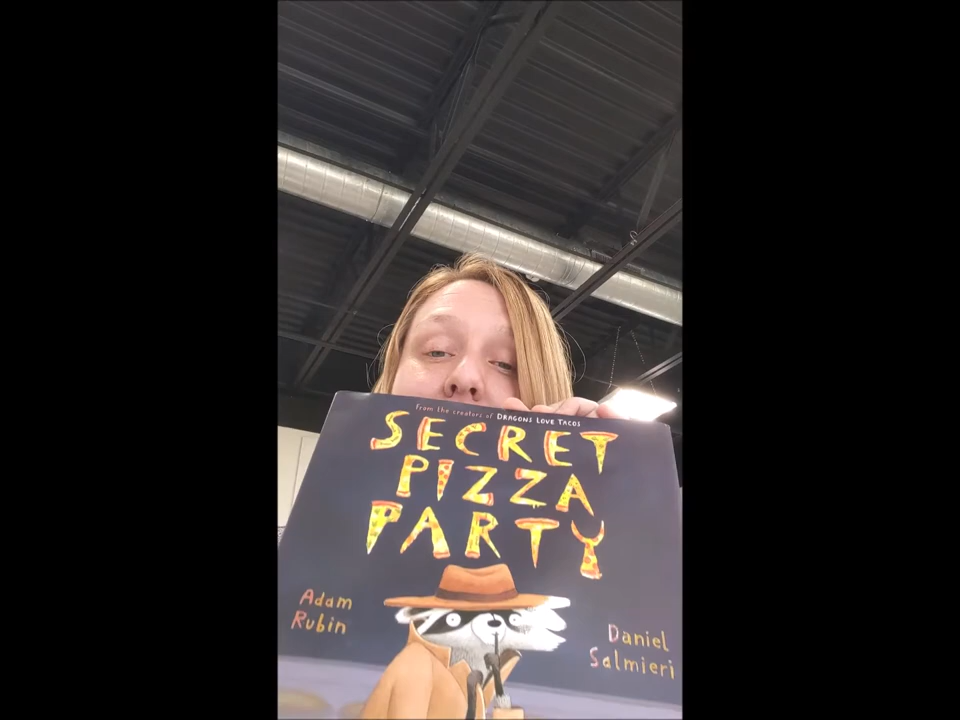 From the creators of DRAGONS LOVE TACOS
SECRET
PIZZA
PARTY
Adam
Rubin
Daniel
Salmieri